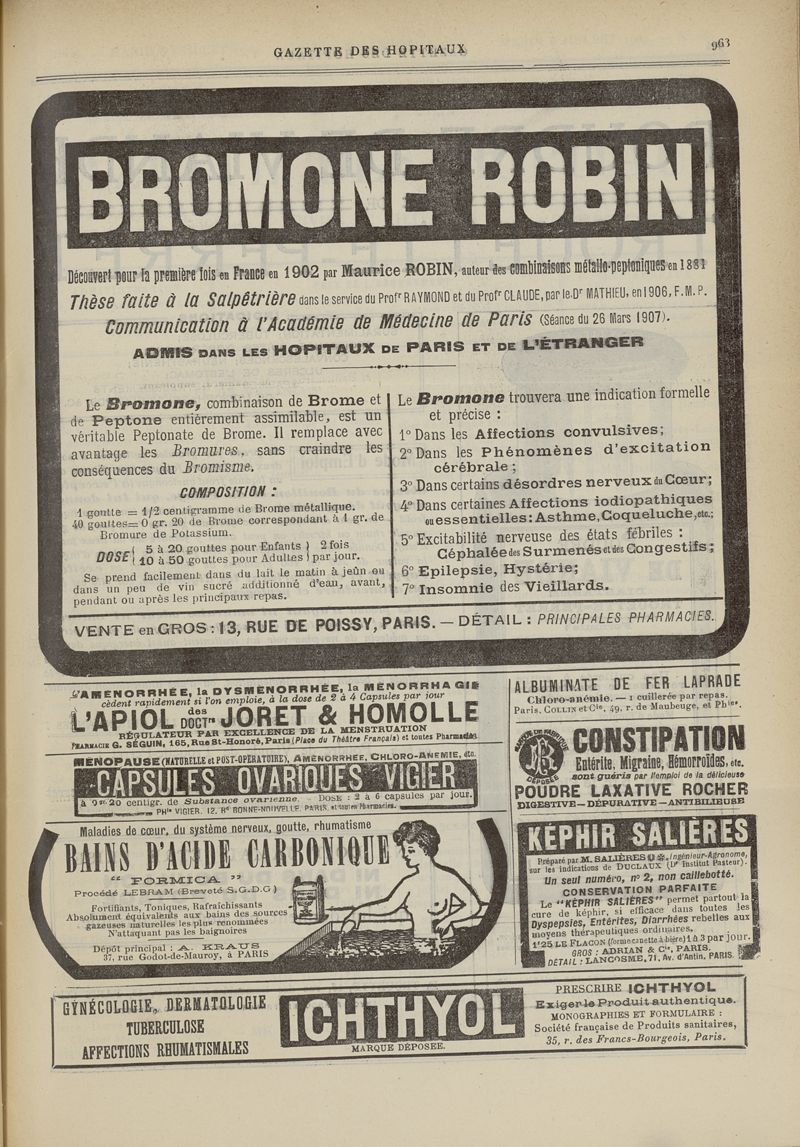 GAZETTE DES HOPITAUX
963
BROMONE ROBIN
Découvert pour la première fois en France en 1902 par Maurice ROBIN, auteur des combinaisons métallo-peptoniques en 1881
Thèse faite à la Salpêtrière dans le service du Profr RAYMOND et du Profr CLAUDE, par le Dr MATHIEU, en 1906, F. M. P.
Communication à l'Académie de Médecine de Paris (Séance du 26 Mars 1907).
ADMIS DANS LES HOPITAUX DE PARIS ET DE L'ÉTRANGER
Le Bromone, combinaison de Brome et
de Peptone entièrement assimilable, est un
véritable Peptonate de Brome. Il remplace avec
avantage les Bromures, sans craindre les
conséquences du Bromisme.
COMPOSITION :
1 goutte = 1/2 centigramme de Brome métallique.
40 gouttes = 0 gr. 20 de Brome correspondant à 1 gr. de
Bromure de Potassium.
DOSE { 5 à 20 gouttes pour Enfants } 2 fois
{ 10 à 50 gouttes pour Adultes } par jour.
Se prend facilement dans du lait le matin à jeûn ou
dans un peu de vin sucré additionné d'eau, avant,
pendant ou après les principaux repas.
Le Bromone trouvera une indication formelle
et précise :
1° Dans les Affections convulsives;
2° Dans les Phénomènes d'excitation
cérébrale ;
3° Dans certains désordres nerveux du Cœur;
4° Dans certaines Affections iodiopathiques
ou essentielles: Asthme, Coqueluche, etc.;
5° Excitabilité nerveuse des états fébriles :
Céphalée des Surmenés et des Congestifs;
6° Epilepsie, Hystérie;
7° Insomnie des Vieillards.
VENTE en GROS : 13, RUE DE POISSY, PARIS. — DÉTAIL : PRINCIPALES PHARMACIES.
L'AMENORRHÉE, la DYSMÉNORRHÉE, la MÉNORRHAGIE
cèdent rapidement si l'on emploie, à la dose de 2 à 4 Capsules par jour
L'APIOL des DOCTrs JORET & HOMOLLE
RÉGULATEUR PAR EXCELLENCE DE LA MENSTRUATION
PHARMACIE G. SÉGUIN, 165, Rue St-Honoré, Paris (Place du Théâtre Français) et toutes Pharmacies
MÉNOPAUSE (NATURELLE et POST-OPÉRATOIRE), AMÉNORRHÉE, CHLORO-ANÉMIE, etc.
CAPSULES OVARIQUES VIGIER
à 0gr. 20 centigr. de Substance ovarienne. - DOSE : 2 à 6 capsules par jour.
PHie VIGIER, 12, Bd BONNE-NOUVELLE, PARIS et toutes Pharmacies.
Maladies de cœur, du système nerveux, goutte, rhumatisme
BAINS D'ACIDE CARBONIQUE
" FORMICA "
Procédé LEBRAM (Breveté S.G.D.G)
Fortifiants, Toniques, Rafraîchissants
Absolument équivalents aux bains des sources
gazeuses naturelles les plus renommées
N'attaquant pas les baignoires
Dépôt principal : A. KRAUS
37, rue Godot-de-Mauroy, à PARIS
ALBUMINATE DE FER LAPRADE
Chloro-anémie. — 1 cuillerée par repas.
Paris, COLLIN et Cie, 49, r. de Maubeuge, et Phies.
MARQUE DE FABRIQUE
DÉPOSÉE
CONSTIPATION
Entérite, Migraine, Hémorroïdes, etc.
sont guéris par l'emploi de la délicieuse
POUDRE LAXATIVE ROCHER
DIGESTIVE — DÉPURATIVE — ANTIBILIEUSE
KÉPHIR SALIÈRES
Préparé par M. SALIÈRES, Ingénieur-Agronome,
sur les indications de DUCLAUX (Dr Institut Pasteur).
Un seul numéro, n° 2, non caillebotté.
CONSERVATION PARFAITE
Le "KÉPHIR SALIÈRES" permet partout la
cure de képhir, si efficace dans toutes les
Dyspepsies, Entérites, Diarrhées rebelles aux
moyens thérapeutiques ordinaires.
1f25 LE FLACON (forme canette à bière) 1 à 3 par jour.
GROS : ADRIAN & Cie, PARIS.
DÉTAIL : LANCOSME, 71, Av. d'Antin, PARIS.
GYNÉCOLOGIE, DERMATOLOGIE
TUBERCULOSE
AFFECTIONS RHUMATISMALES
ICHTHYOL
MARQUE DÉPOSÉE.
PRESCRIRE ICHTHYOL
Exiger le Produit authentique.
MONOGRAPHIES ET FORMULAIRE :
Société française de Produits sanitaires,
35, r. des Francs-Bourgeois, Paris.